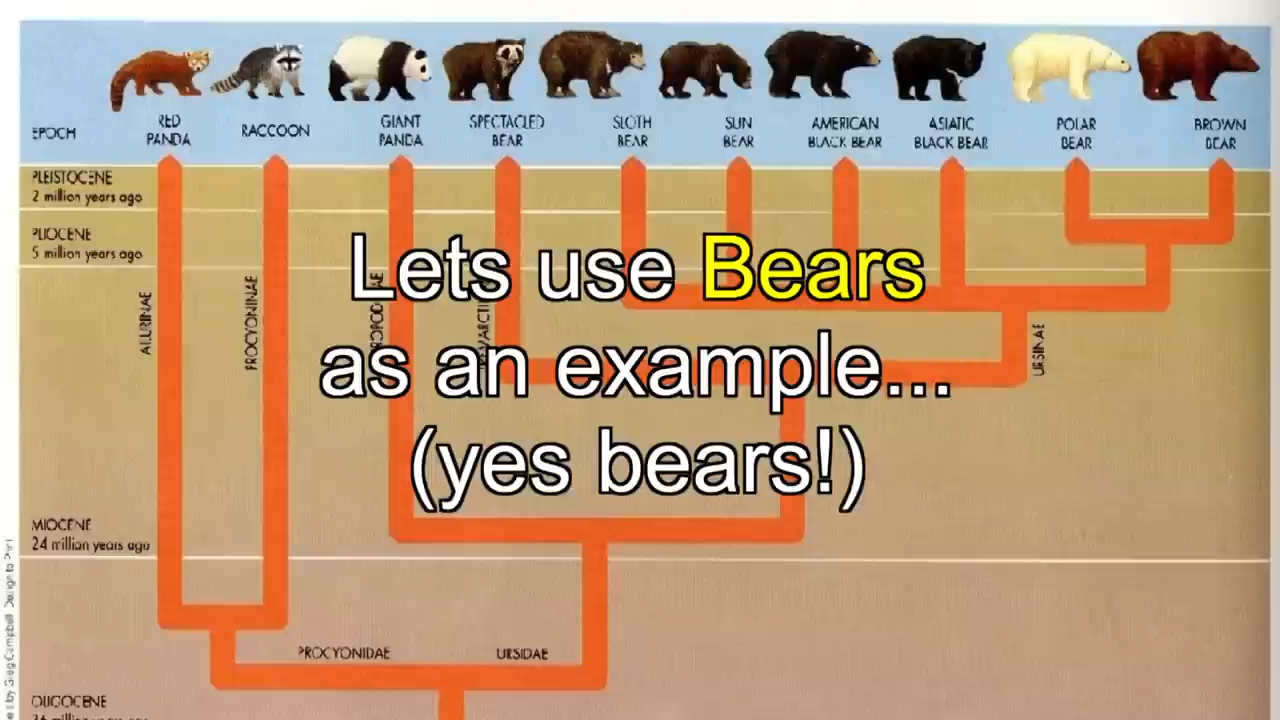 EPOCH
RED
PANDA
RACCOON
GIANT
PANDA
SPECTACLED
BEAR
SLOTH
BEAR
SUN
BEAR
AMERICAN
BLACK BEAR
ASIATIC
BLACK BEAR
POLAR
BEAR
BROWN
BEAR
PLEISTOCENE
2 million years ago
PLIOCENE
5 million years ago
Lets use Bears
as an example...
(yes bears!)
AILURINAE
PROCYONINAE
URSINAE
MIOCENE
24 million years ago
PROCYONIDAE
URSIDAE
OLIGOCENE